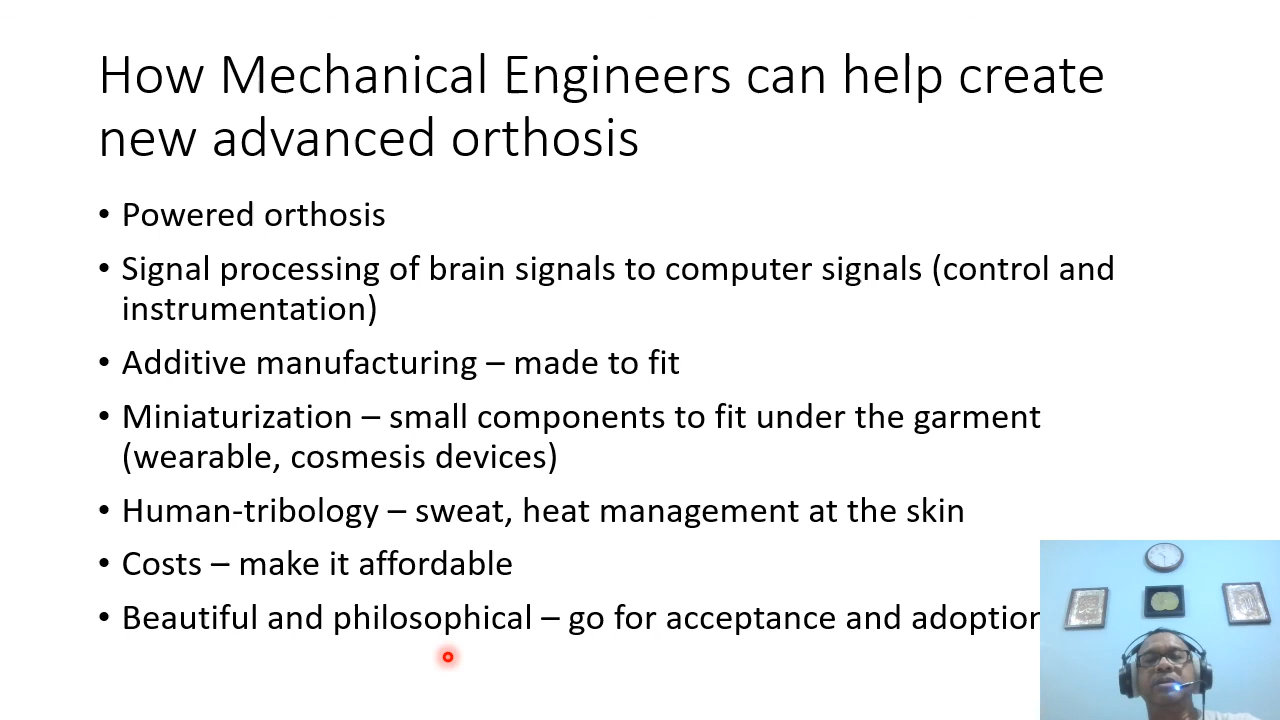 How Mechanical Engineers can help create
new advanced orthosis
• Powered orthosis
• Signal processing of brain signals to computer signals (control and
instrumentation)
• Additive manufacturing – made to fit
• Miniaturization – small components to fit under the garment
(wearable, cosmesis devices)
• Human-tribology – sweat, heat management at the skin
• Costs – make it affordable
• Beautiful and philosophical – go for acceptance and adoption